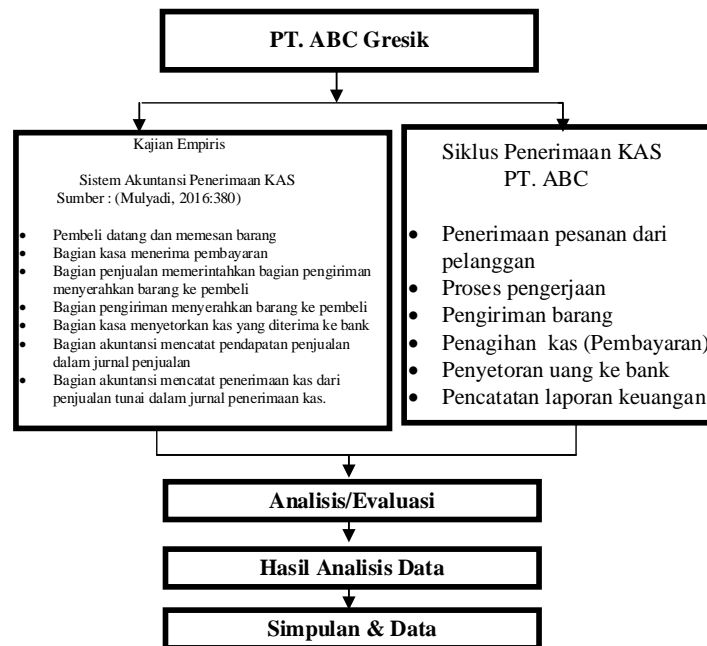 PT. ABC Gresik
Kajian Empiris
Sistem Akuntansi Penerimaan KAS
Sumber : (Mulyadi, 2016:380)
• Pembeli datang dan memesan barang
• Bagian kasa menerima pembayaran
• Bagian penjualan memerintahkan bagian pengiriman
menyerahkan barang ke pembeli
• Bagian pengiriman menyerahkan barang ke pembeli
• Bagian kasa menyetorkan kas yang diterima ke bank
• Bagian akuntansi mencatat pendapatan penjualan
dalam jurnal penjualan
• Bagian akuntansi mencatat penerimaan kas dari
penjualan tunai dalam jurnal penerimaan kas.
Siklus Penerimaan KAS
PT. ABC
• Penerimaan pesanan dari
pelanggan
• Proses pengerjaan
• Pengiriman barang
• Penagihan kas (Pembayaran)
• Penyetoran uang ke bank
• Pencatatan laporan keuangan
Analisis/Evaluasi
Hasil Analisis Data
Simpulan & Data